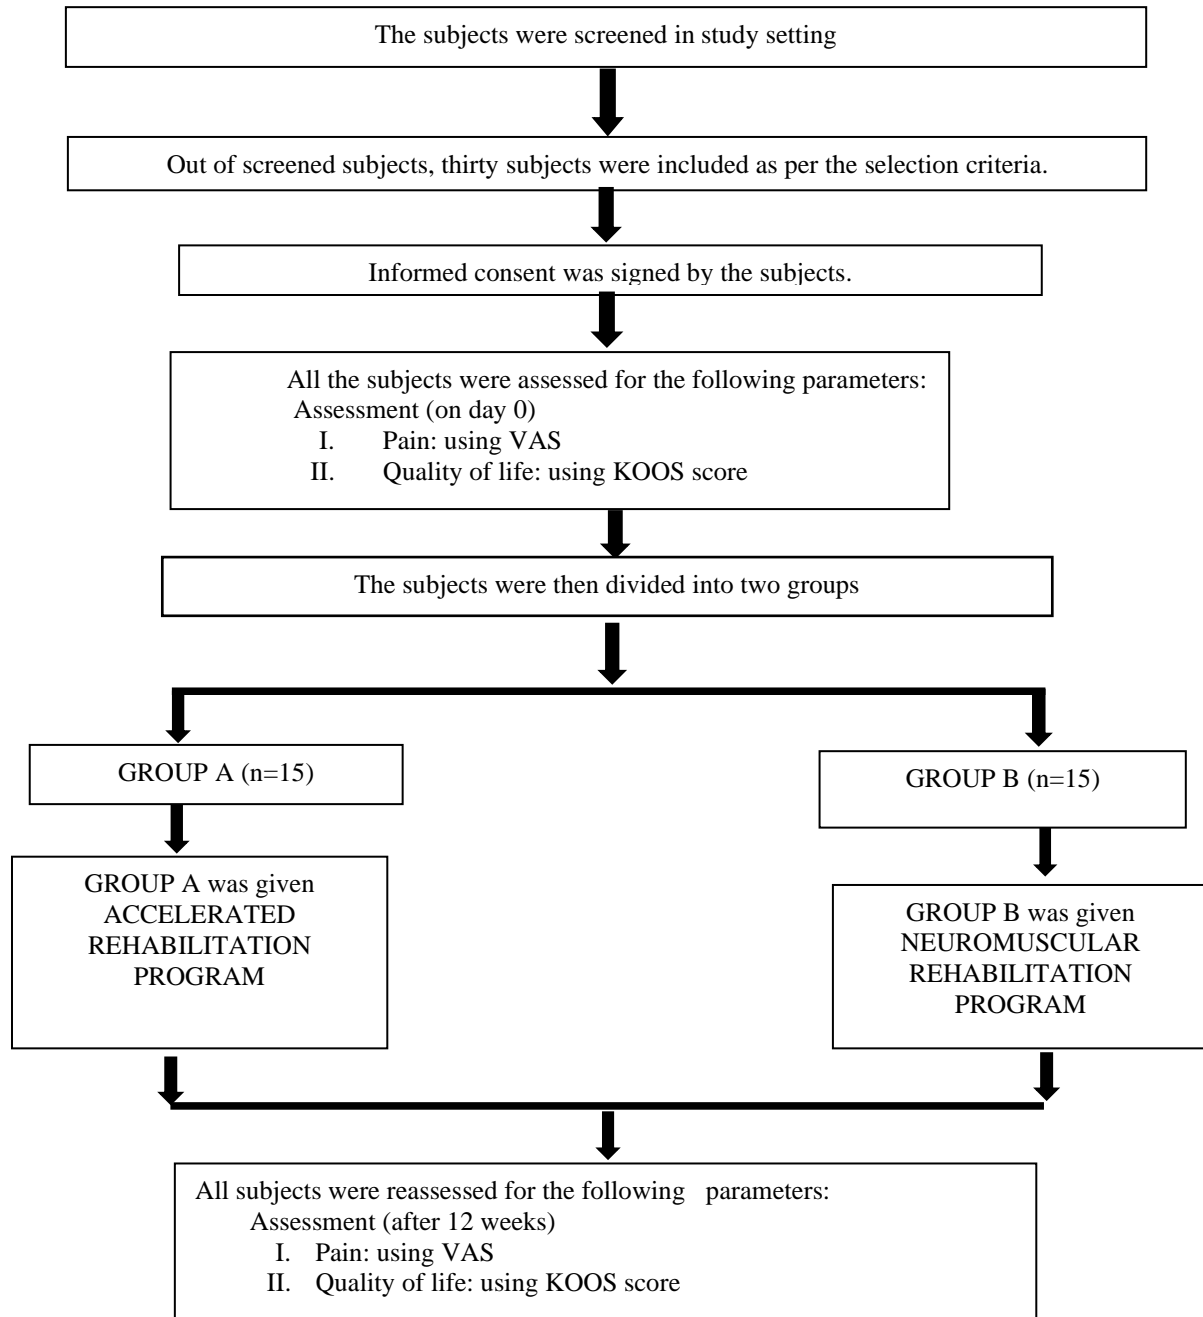 The subjects were screened in study setting
Out of screened subjects, thirty subjects were included as per the selection criteria.
Informed consent was signed by the subjects.
All the subjects were assessed for the following parameters:
Assessment (on day 0)
I. Pain: using VAS
II. Quality of life: using KOOS score
The subjects were then divided into two groups
GROUP A (n=15)
GROUP B (n=15)
GROUP A was given
ACCELERATED
REHABILITATION
PROGRAM
GROUP B was given
NEUROMUSCULAR
REHABILITATION
PROGRAM
All subjects were reassessed for the following parameters:
Assessment (after 12 weeks)
I. Pain: using VAS
II. Quality of life: using KOOS score